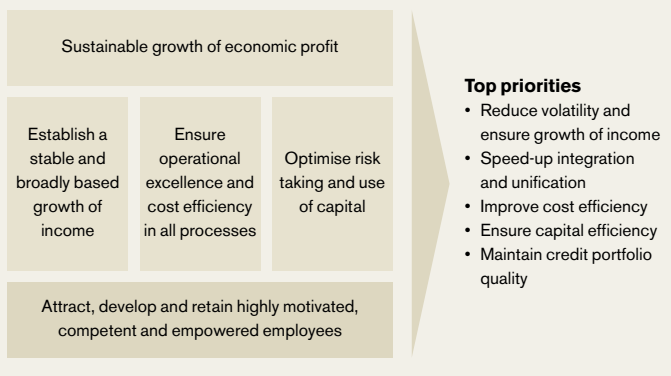 Sustainable growth of economic profit
Establish a
stable and
broadly based
growth of
income
Ensure
operational
excellence and
cost efficiency
in all processes
Optimise risk
taking and use
of capital
Attract, develop and retain highly motivated,
competent and empowered employees
Top priorities
• Reduce volatility and
ensure growth of income
• Speed-up integration
and unification
• Improve cost efficiency
• Ensure capital efficiency
• Maintain credit portfolio
quality